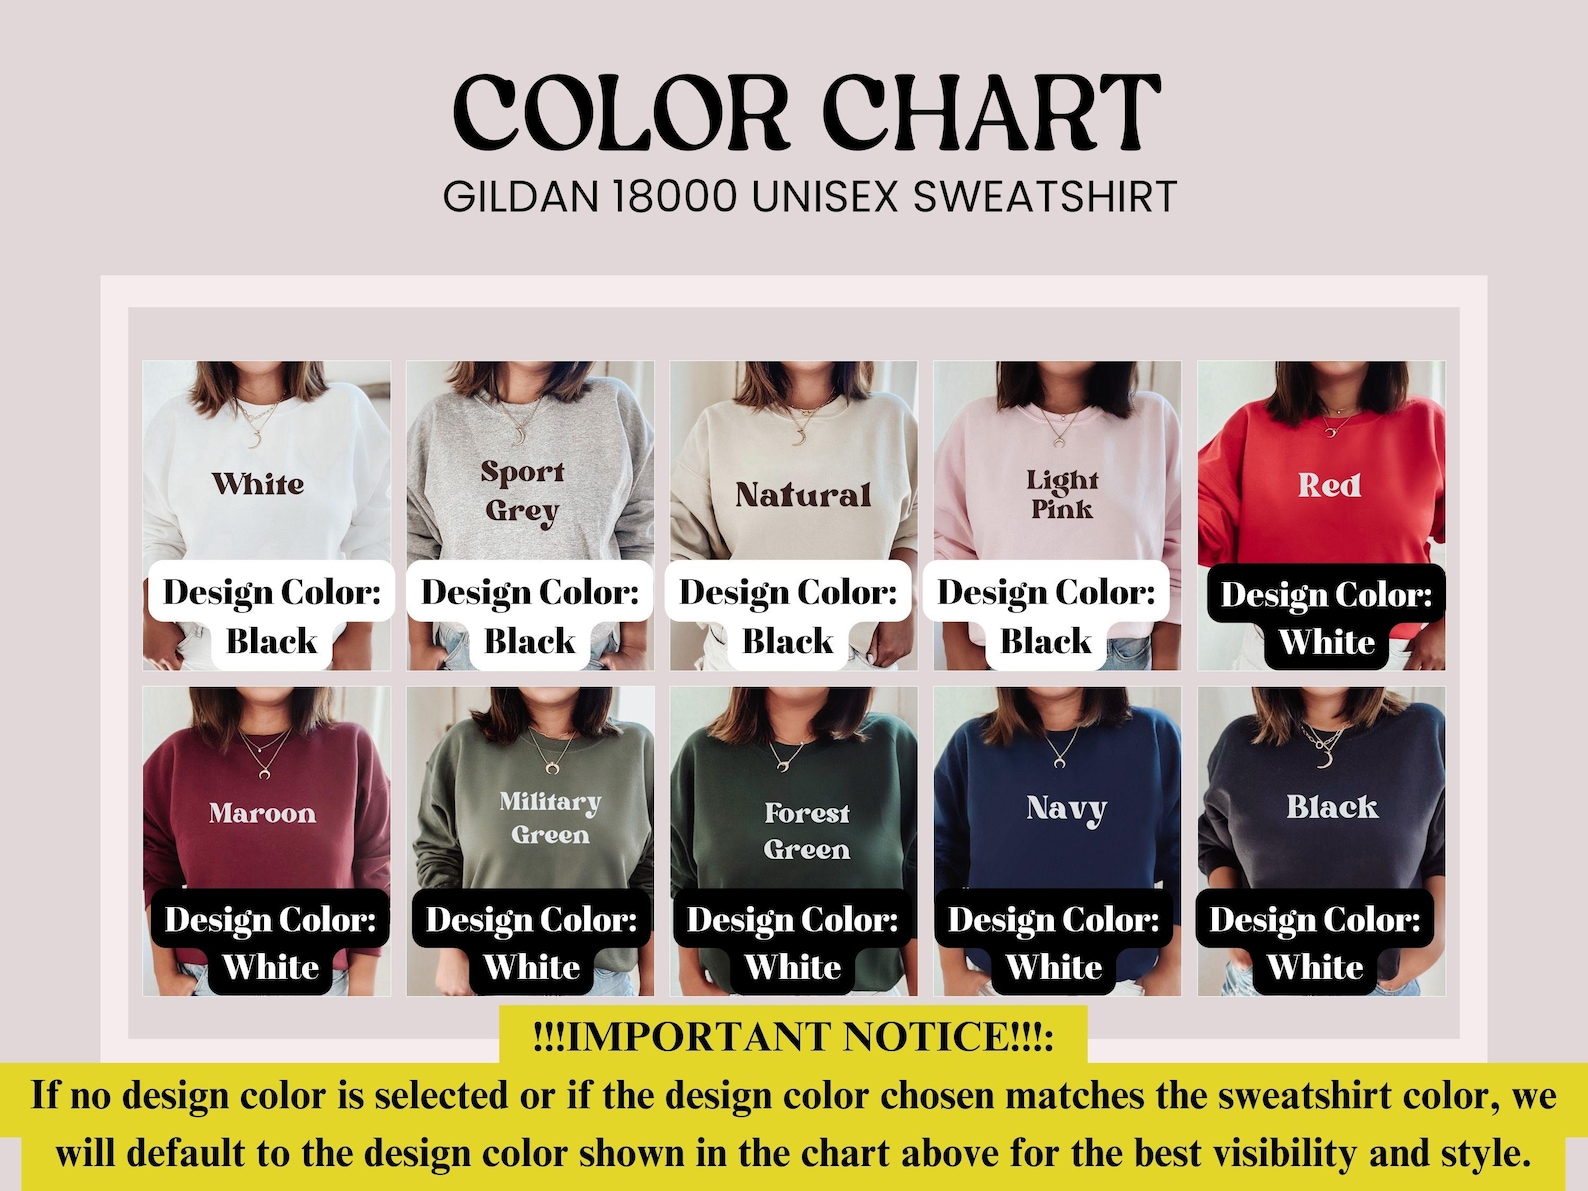 COLOR CHART
GILDAN 18000 UNISEX SWEATSHIRT
White
Design Color:
Black
Sport
Grey
Design Color:
Black
Natural
Design Color:
Black
Light
Pink
Design Color:
Black
Red
Design Color:
White
Maroon
Design Color:
White
Military
Green
Design Color:
White
Forest
Green
Design Color:
White
Navy
Design Color:
White
Black
Design Color:
White
!!!IMPORTANT NOTICE!!!:
If no design color is selected or if the design color chosen matches the sweatshirt color, we
will default to the design color shown in the chart above for the best visibility and style.